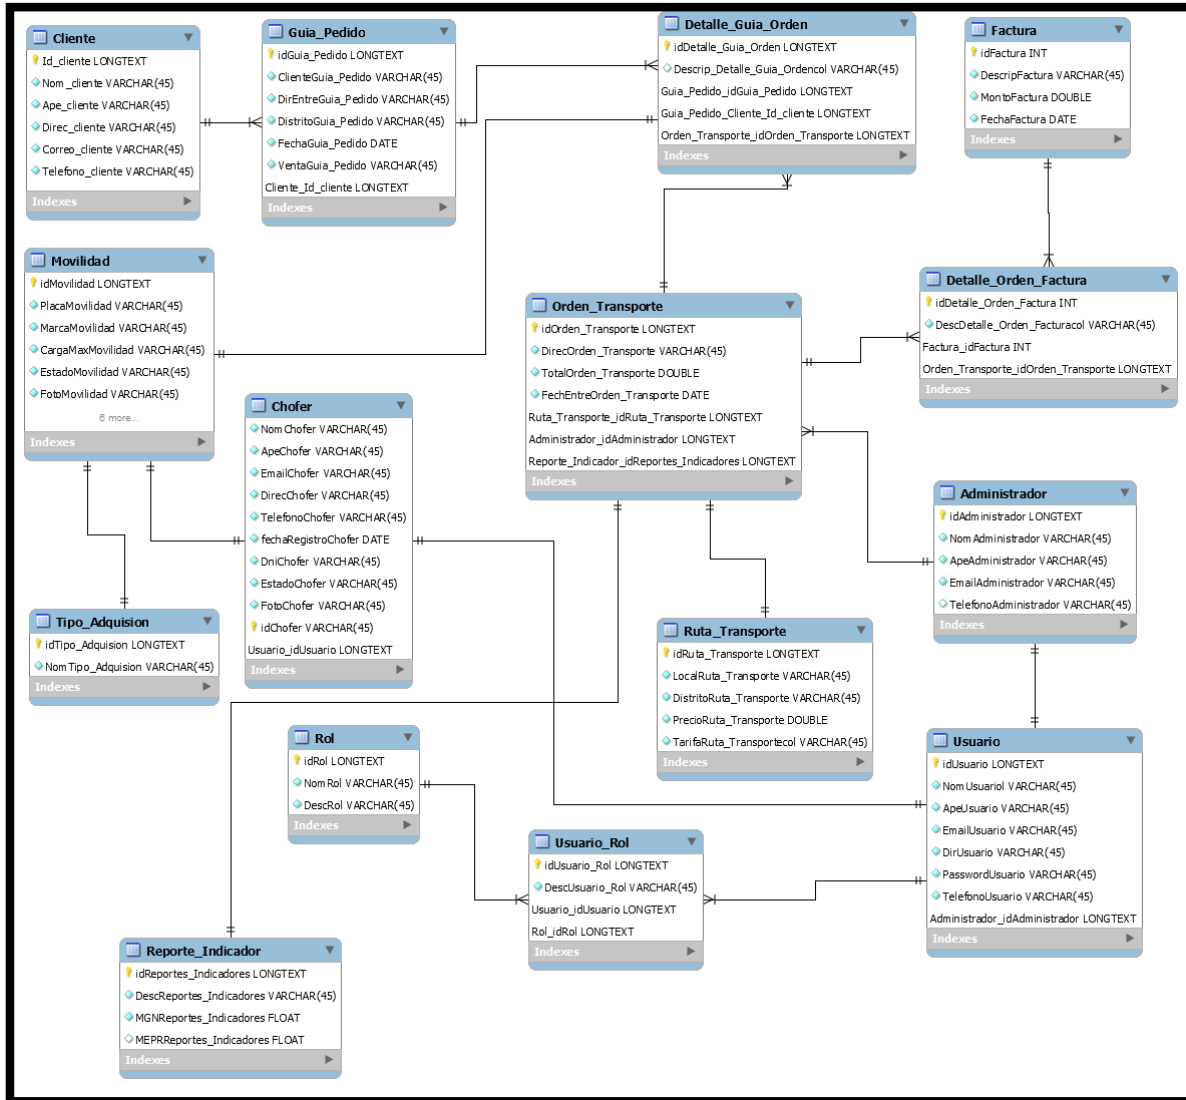 Cliente
Id_cliente LONGTEXT
Nom_cliente VARCHAR(45)
Ape_cliente VARCHAR(45)
Direc_cliente VARCHAR(45)
Correo_cliente VARCHAR(45)
Telefono_cliente VARCHAR(45)
Indexes
Guia_Pedido
idGuia_Pedido LONGTEXT
ClienteGuia_Pedido VARCHAR(45)
DirEntreGuia_Pedido VARCHAR(45)
DistritoGuia_Pedido VARCHAR(45)
FechaGuia_Pedido DATE
VentaGuia_Pedido VARCHAR(45)
Cliente_Id_cliente LONGTEXT
Indexes
Detalle_Guia_Orden
idDetalle_Guia_Orden LONGTEXT
Descrip_Detalle_Guia_Ordencol VARCHAR(45)
Guia_Pedido_idGuia_Pedido LONGTEXT
Guia_Pedido_Cliente_Id_cliente LONGTEXT
Orden_Transporte_idOrden_Transporte LONGTEXT
Indexes
Factura
idFactura INT
DescripFactura VARCHAR(45)
MontoFactura DOUBLE
FechaFactura DATE
Indexes
Movilidad
idMovilidad LONGTEXT
PlacaMovilidad VARCHAR(45)
MarcaMovilidad VARCHAR(45)
CargaMaxMovilidad VARCHAR(45)
EstadoMovilidad VARCHAR(45)
FotoMovilidad VARCHAR(45)
6 more...
Indexes
Orden_Transporte
idOrden_Transporte LONGTEXT
DirecOrden_Transporte VARCHAR(45)
TotalOrden_Transporte DOUBLE
FechEntreOrden_Transporte DATE
Ruta_Transporte_idRuta_Transporte LONGTEXT
Administrador_idAdministrador LONGTEXT
Reporte_Indicador_idReportes_Indicadores LONGTEXT
Indexes
Detalle_Orden_Factura
idDetalle_Orden_Factura INT
DescDetalle_Orden_Facturacol VARCHAR(45)
Factura_idFactura INT
Orden_Transporte_idOrden_Transporte LONGTEXT
Indexes
Chofer
NomChofer VARCHAR(45)
ApeChofer VARCHAR(45)
EmailChofer VARCHAR(45)
DirecChofer VARCHAR(45)
TelefonoChofer VARCHAR(45)
fechaRegistroChofer DATE
DniChofer VARCHAR(45)
EstadoChofer VARCHAR(45)
FotoChofer VARCHAR(45)
idChofer LONGTEXT
Usuario_idUsuario LONGTEXT
Indexes
Administrador
idAdministrador LONGTEXT
NomAdministrador VARCHAR(45)
ApeAdministrador VARCHAR(45)
EmailAdministrador VARCHAR(45)
TelefonoAdministrador VARCHAR(45)
Indexes
Tipo_Adquision
idTipo_Adquision LONGTEXT
NomTipo_Adquision VARCHAR(45)
Indexes
Ruta_Transporte
idRuta_Transporte LONGTEXT
LocalRuta_Transporte VARCHAR(45)
DistritoRuta_Transporte VARCHAR(45)
PrecioRuta_Transporte DOUBLE
TarifaRuta_Transportecol VARCHAR(45)
Indexes
Rol
idRol LONGTEXT
NomRol VARCHAR(45)
DescRol VARCHAR(45)
Indexes
Usuario
idUsuario LONGTEXT
NomUsuariol VARCHAR(45)
ApeUsuario VARCHAR(45)
EmailUsuario VARCHAR(45)
DirUsuario VARCHAR(45)
PasswordUsuario VARCHAR(45)
TelefonoUsuario VARCHAR(45)
Administrador_idAdministrador LONGTEXT
Indexes
Usuario_Rol
idUsuario_Rol LONGTEXT
DescUsuario_Rol VARCHAR(45)
Usuario_idUsuario LONGTEXT
Rol_idRol LONGTEXT
Indexes
Reporte_Indicador
idReportes_Indicadores LONGTEXT
DescReportes_Indicadores VARCHAR(45)
MGNReportes_Indicadores FLOAT
MEPRReportes_Indicadores FLOAT
Indexes